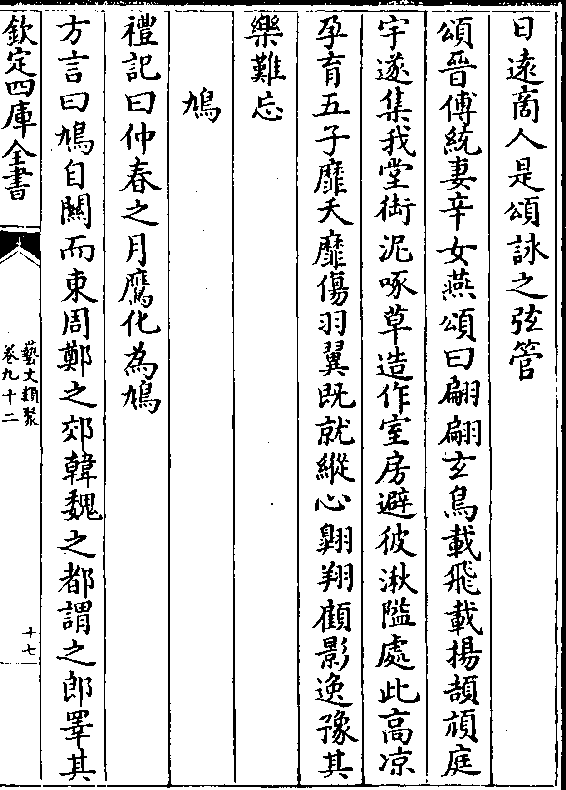 日遠啇人是頌詠之弦管
頌晉傅統妻辛女燕頌曰翩翩玄鳥載飛載揚頡頏庭
宇遂集我堂銜泥啄草造作室房避彼湫隘處此高凉
孕育五子靡夭靡傷羽翼既就縱心翺翔顧影逸豫其
樂難忘
鳩
禮記曰仲春之月鷹化為鳩
方言曰鳩自關而東周鄭之郊韓魏之都謂之郎睪其
欽定四庫全書
藝文類聚
卷九十二
十七